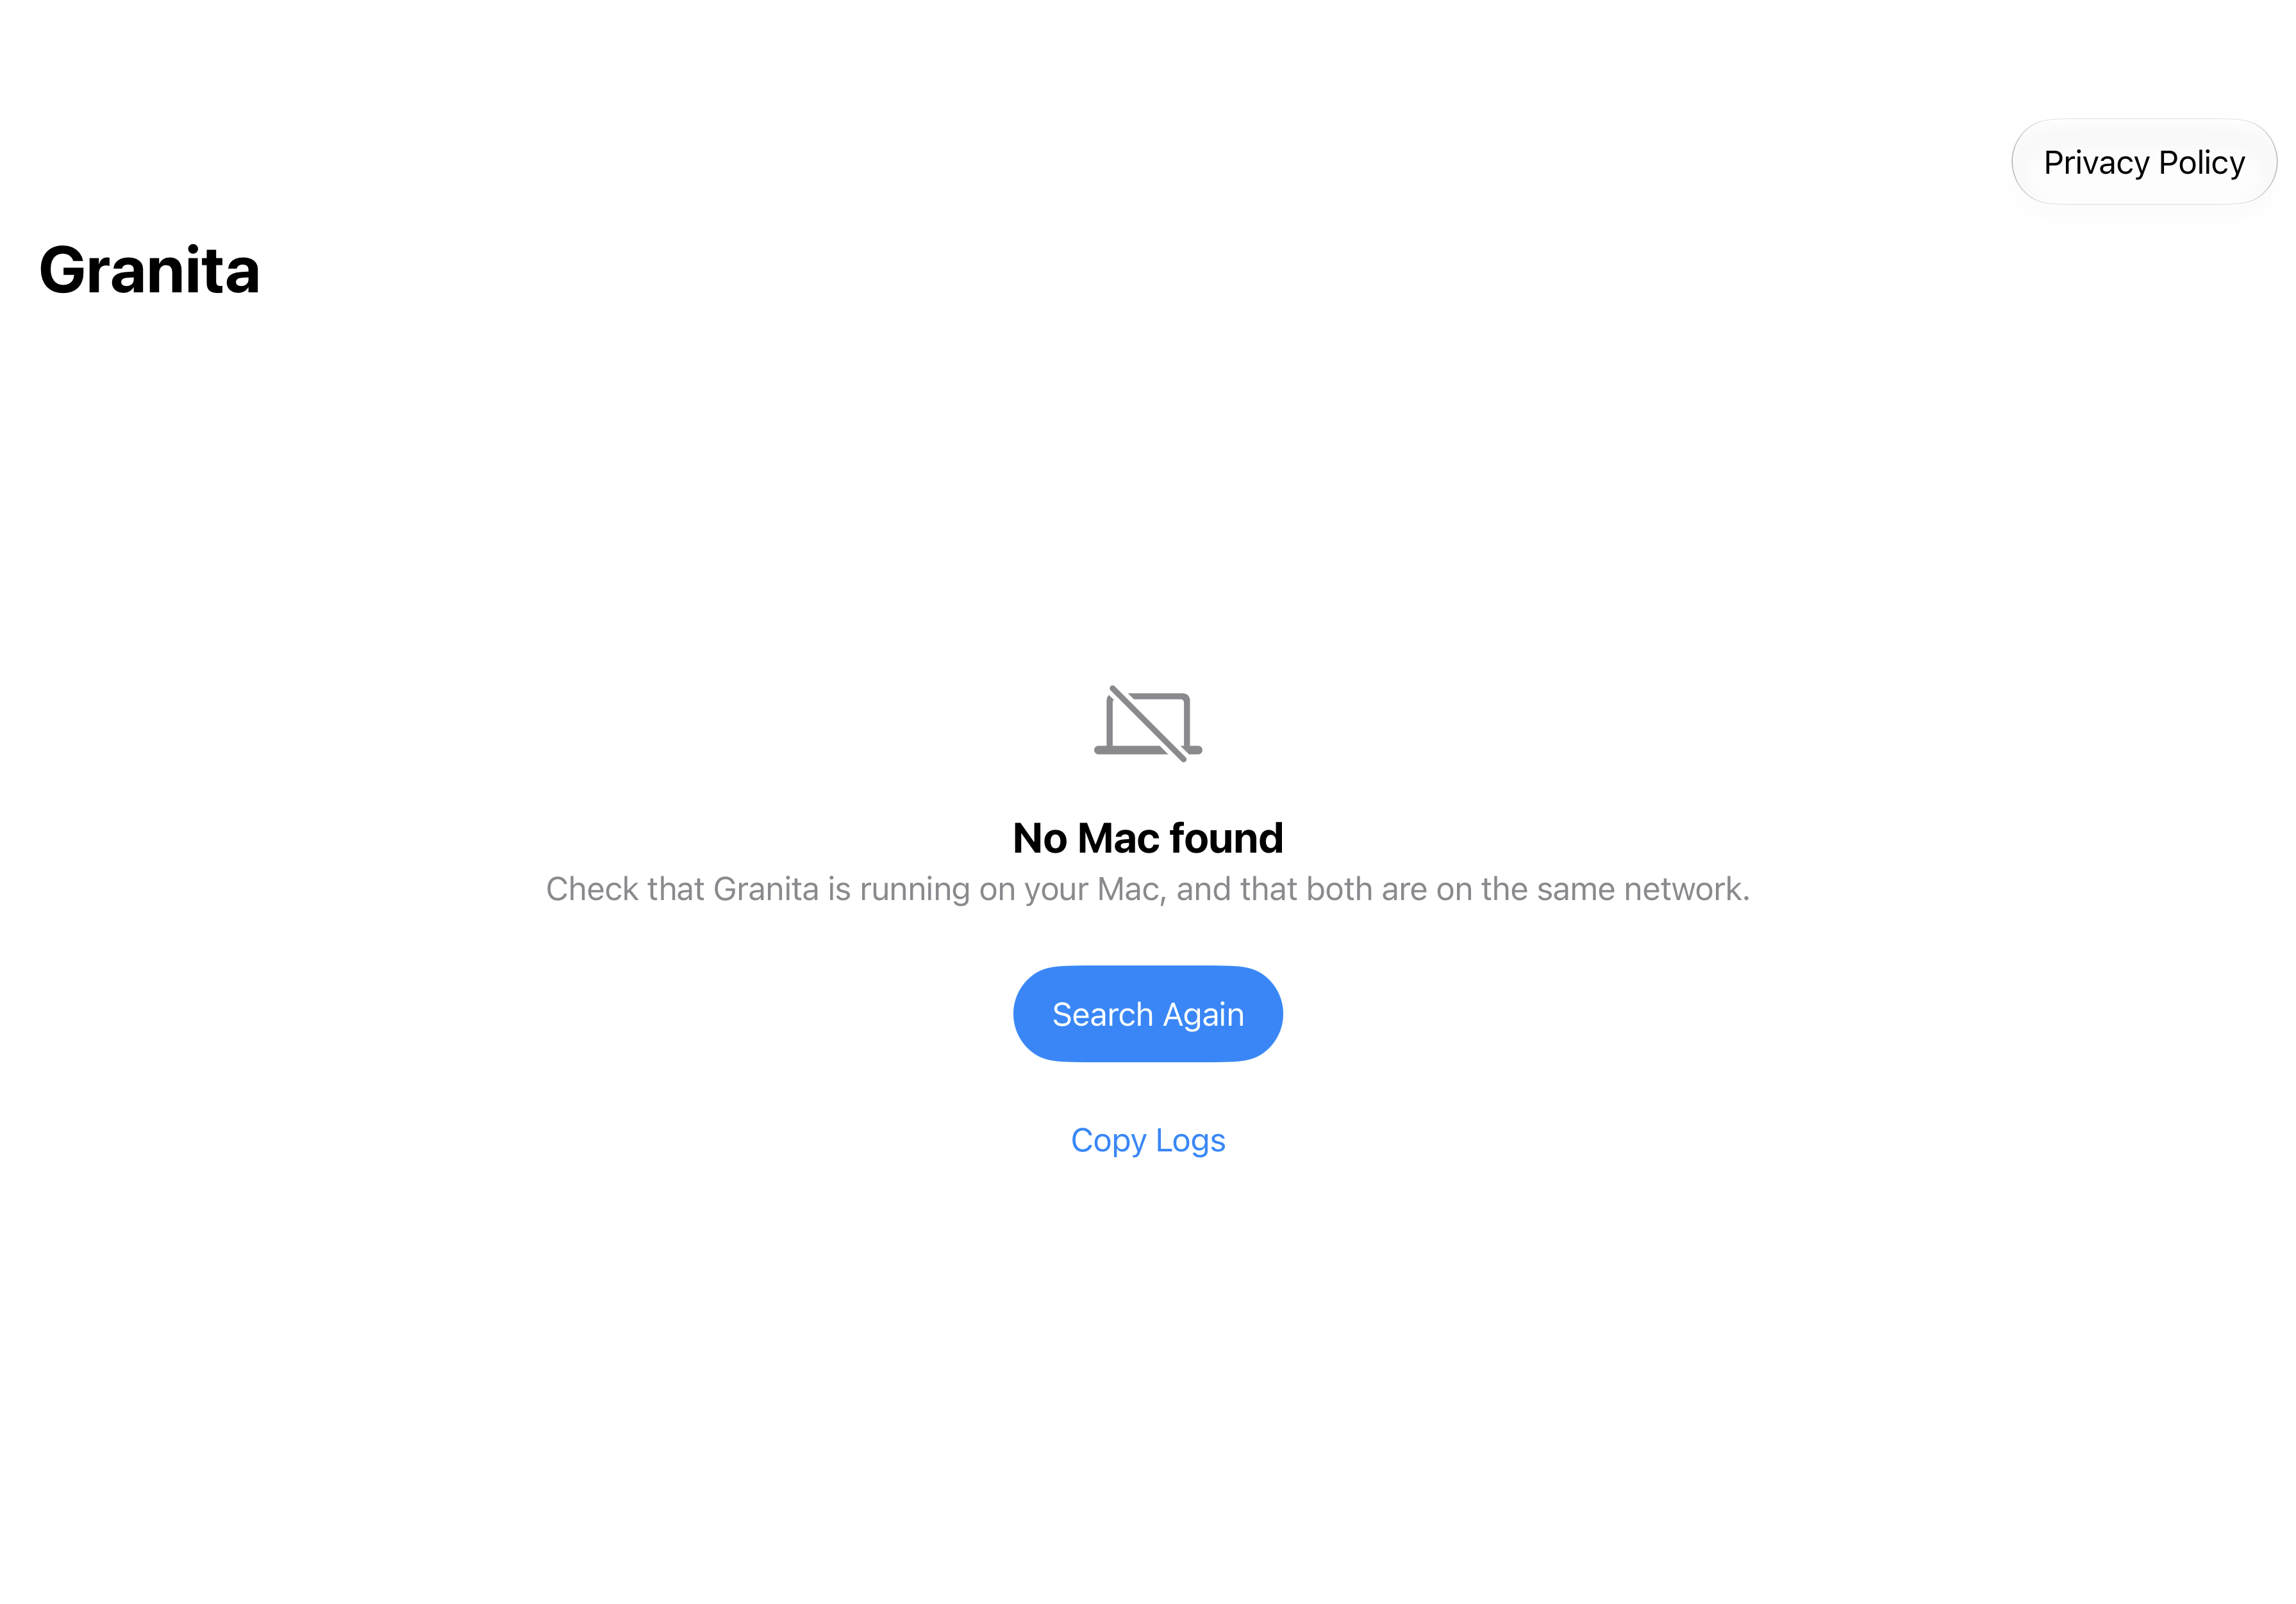 Privacy Policy
Granita
No Mac found
Check that Granita is running on your Mac, and that both are on the same network.
Search Again
Copy Logs